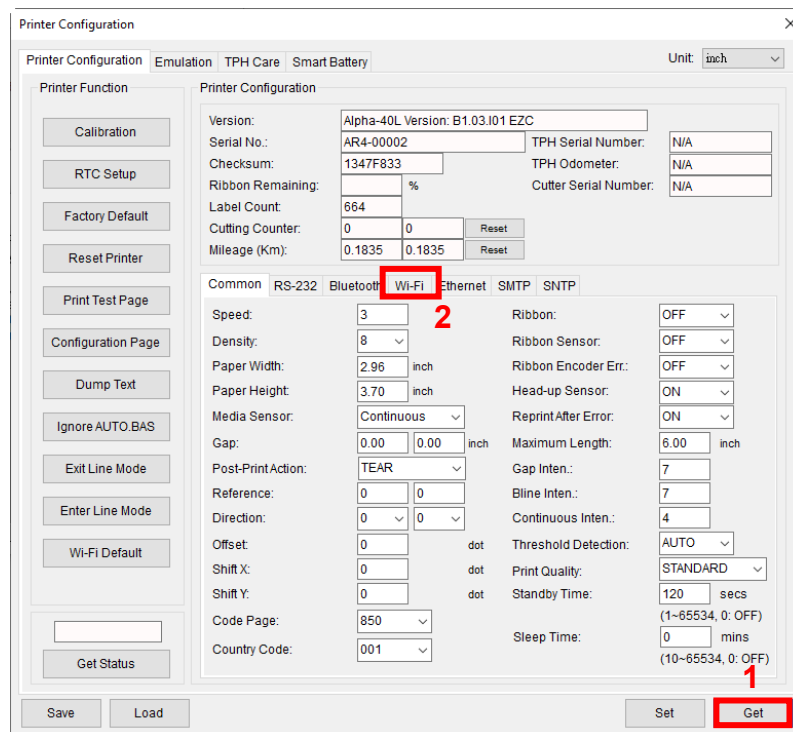 Printer Configuration
Printer Configuration Emulation TPH Care Smart Battery Unit: inch
Printer Function
Calibration
RTC Setup
Factory Default
Reset Printer
Print Test Page
Configuration Page
Dump Text
Ignore AUTO.BAS
Exit Line Mode
Enter Line Mode
Wi-Fi Default
Get Status
Printer Configuration
Version: Alpha-40L Version: B1.03.I01 EZC
Serial No.: AR4-00002 TPH Serial Number: N/A
Checksum: 1347F833 TPH Odometer: N/A
Ribbon Remaining: % Cutter Serial Number: N/A
Label Count: 664
Cutting Counter: 0 0 Reset
Mileage (Km): 0.1835 0.1835 Reset
Common RS-232 Bluetooth Wi-Fi Ethernet SMTP SNTP
2
Speed: 3 Ribbon: OFF
Density: 8 Ribbon Sensor: OFF
Paper Width: 2.96 inch Ribbon Encoder Err.: OFF
Paper Height: 3.70 inch Head-up Sensor: ON
Media Sensor: Continuous Reprint After Error: ON
Gap: 0.00 0.00 inch Maximum Length: 6.00 inch
Post-Print Action: TEAR Gap Inten.: 7
Reference: 0 0 Bline Inten.: 7
Direction: 0 0 Continuous Inten.: 4
Offset: 0 dot Threshold Detection: AUTO
Shift X: 0 dot Print Quality: STANDARD
Shift Y: 0 dot Standby Time: 120 secs
(1~65534, 0: OFF)
Code Page: 850 Sleep Time: 0 mins
Country Code: 001 (10~65534, 0: OFF)
1
Save Load Set Get